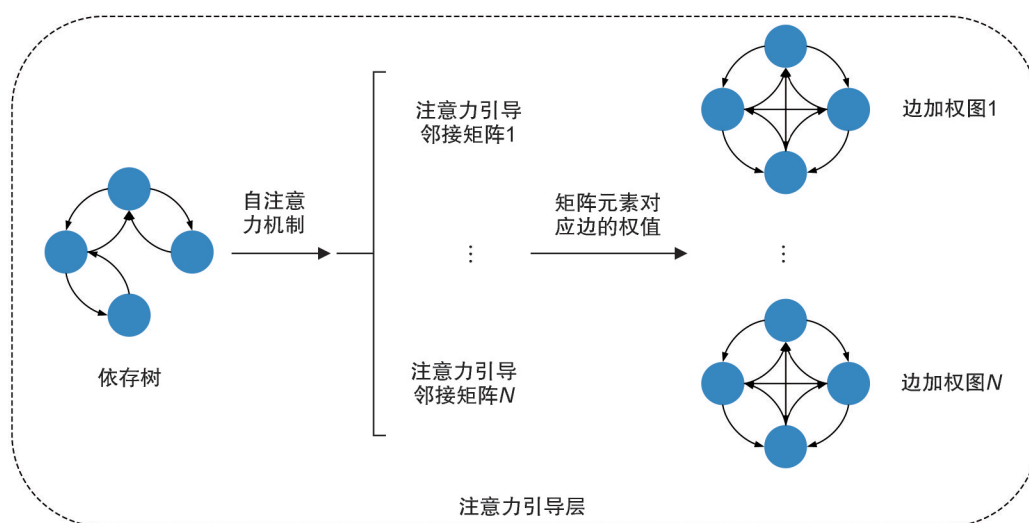 依存树
自注意
力机制
注意力引导
邻接矩阵1
⋮
注意力引导
邻接矩阵N
矩阵元素对
应边的权值
边加权图1
⋮
边加权图N
注意力引导层